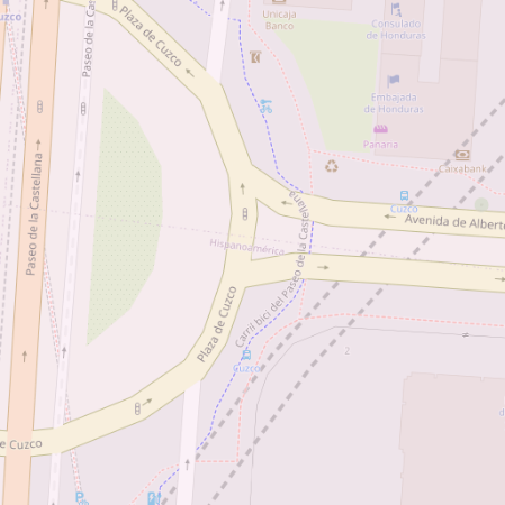 uzco
Plaza de Cuzco
Unicaja
Banco
Consulado
de Honduras
Embajada
de Honduras
Panaria
Caixabank
Cuzco
Avenida de Alberto
Paseo de la Cas
Paseo de la Castellana
Hispanoamérica
Carril bici del Paseo de la Castellana
Plaza de Cuzco
Cuzco
2
e Cuzco
P